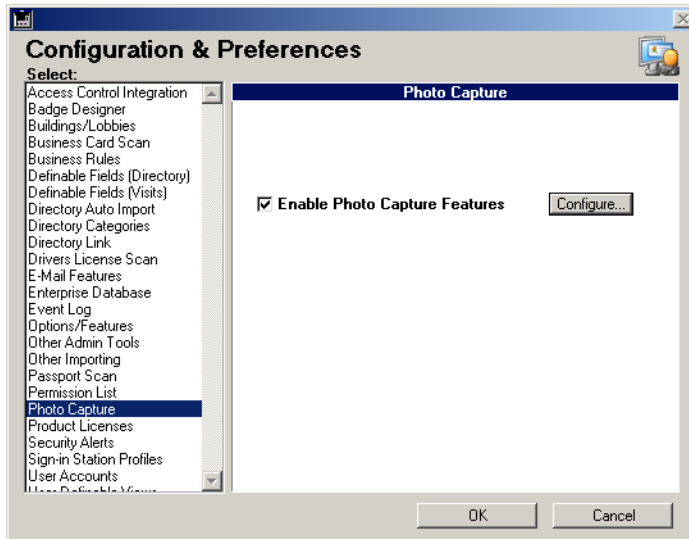 Configuration & Preferences
Select:
Access Control Integration
Badge Designer
Buildings/Lobbies
Business Card Scan
Business Rules
Definable Fields (Directory)
Definable Fields (Visits)
Directory Auto Import
Directory Categories
Directory Link
Drivers License Scan
E-Mail Features
Enterprise Database
Event Log
Options/Features
Other Admin Tools
Other Importing
Passport Scan
Permission List
Photo Capture
Product Licenses
Security Alerts
Sign-in Station Profiles
User Accounts
User Definable Views
Photo Capture
Enable Photo Capture Features
Configure...
OK
Cancel